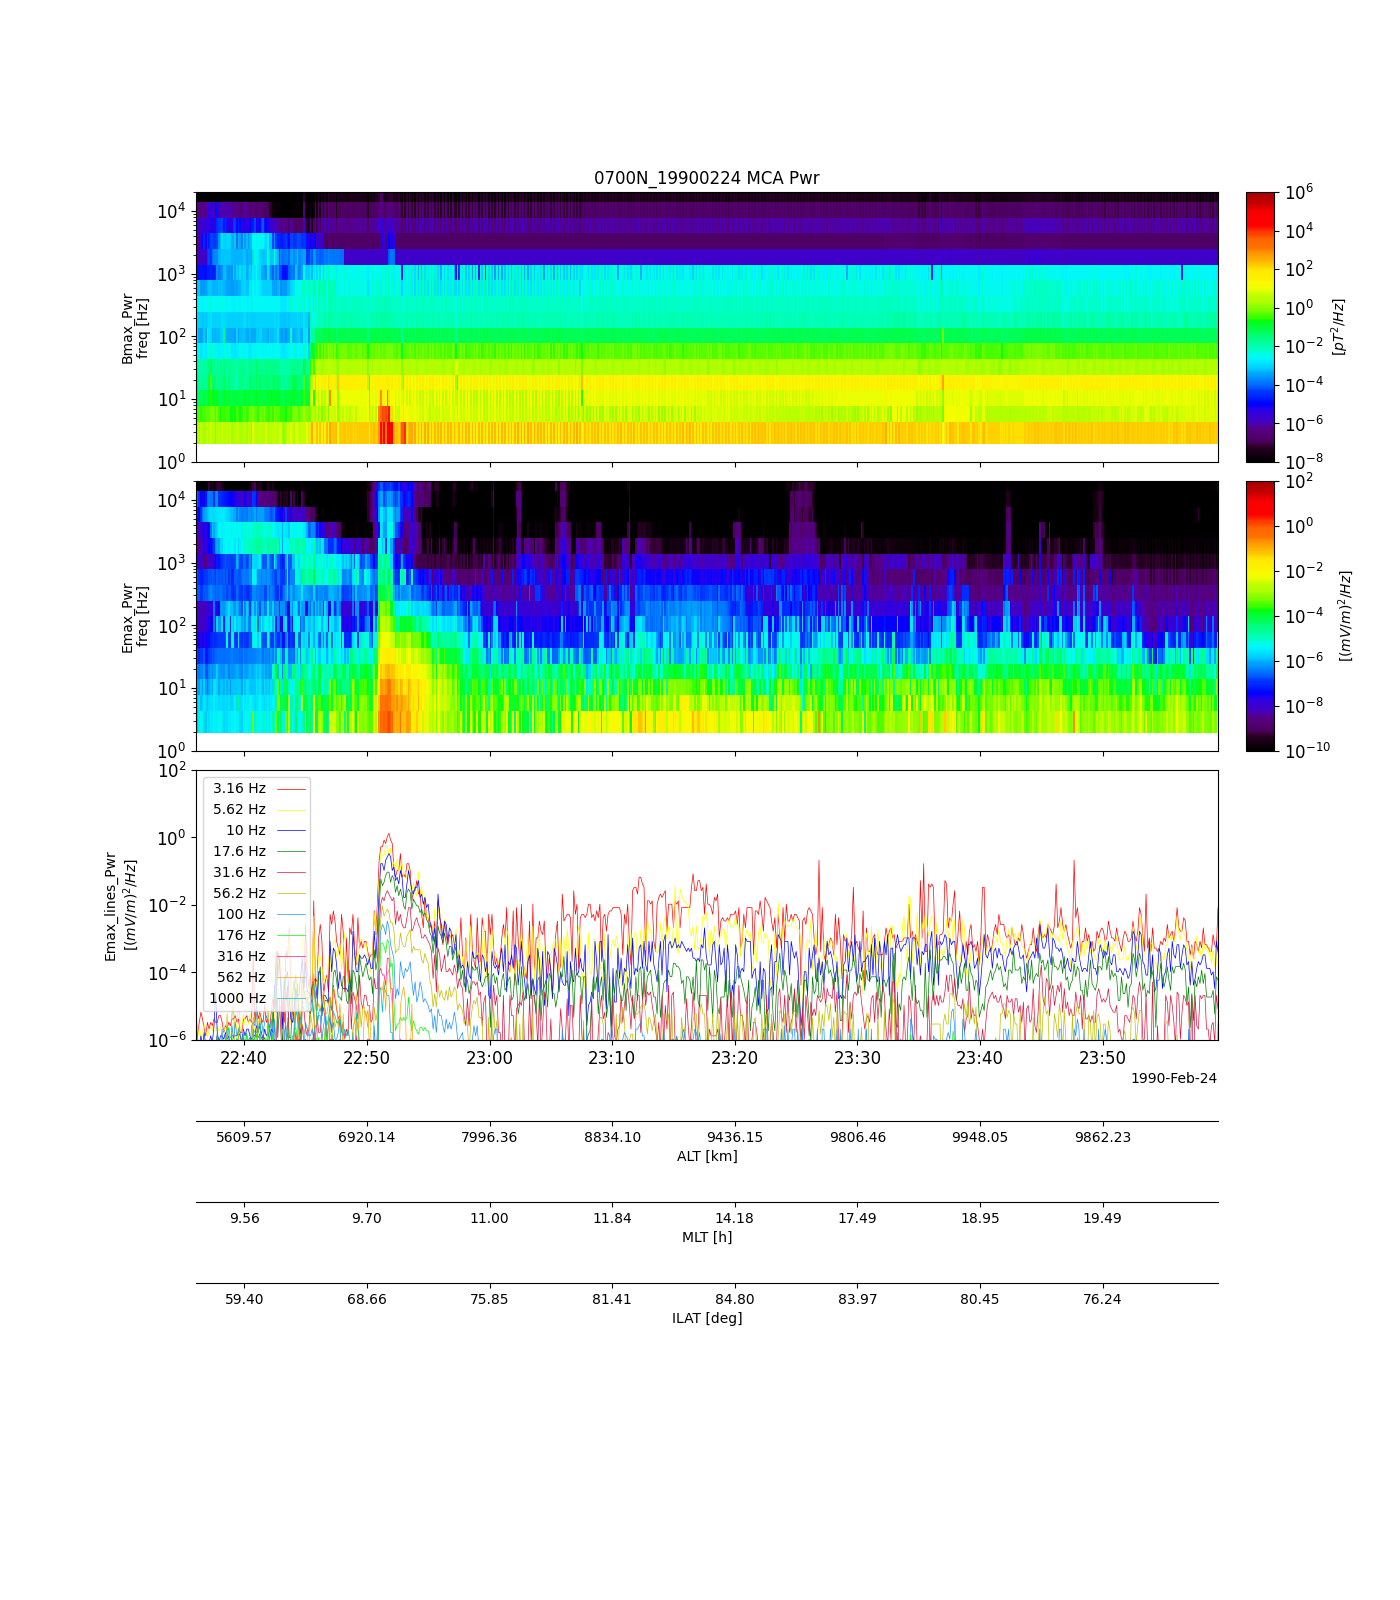 0700N_19900224 MCA Pwr
10^4
10^3
10^2
10^1
10^0
Bmax_Pwr
freq [Hz]
10^6
10^4
10^2
10^0
10^-2
10^-4
10^-6
10^-8
[pT^2/Hz]
10^4
10^3
10^2
10^1
10^0
Emax_Pwr
freq [Hz]
10^2
10^0
10^-2
10^-4
10^-6
10^-8
10^-10
[(mV/m)^2/Hz]
10^2
10^0
10^-2
10^-4
10^-6
Emax_lines_Pwr
[(mV/m)^2/Hz]
3.16 Hz
5.62 Hz
10 Hz
17.6 Hz
31.6 Hz
56.2 Hz
100 Hz
176 Hz
316 Hz
562 Hz
1000 Hz
22:40 22:50 23:00 23:10 23:20 23:30 23:40 23:50
1990-Feb-24
5609.57 6920.14 7996.36 8834.10 9436.15 9806.46 9948.05 9862.23
ALT [km]
9.56 9.70 11.00 11.84 14.18 17.49 18.95 19.49
MLT [h]
59.40 68.66 75.85 81.41 84.80 83.97 80.45 76.24
ILAT [deg]